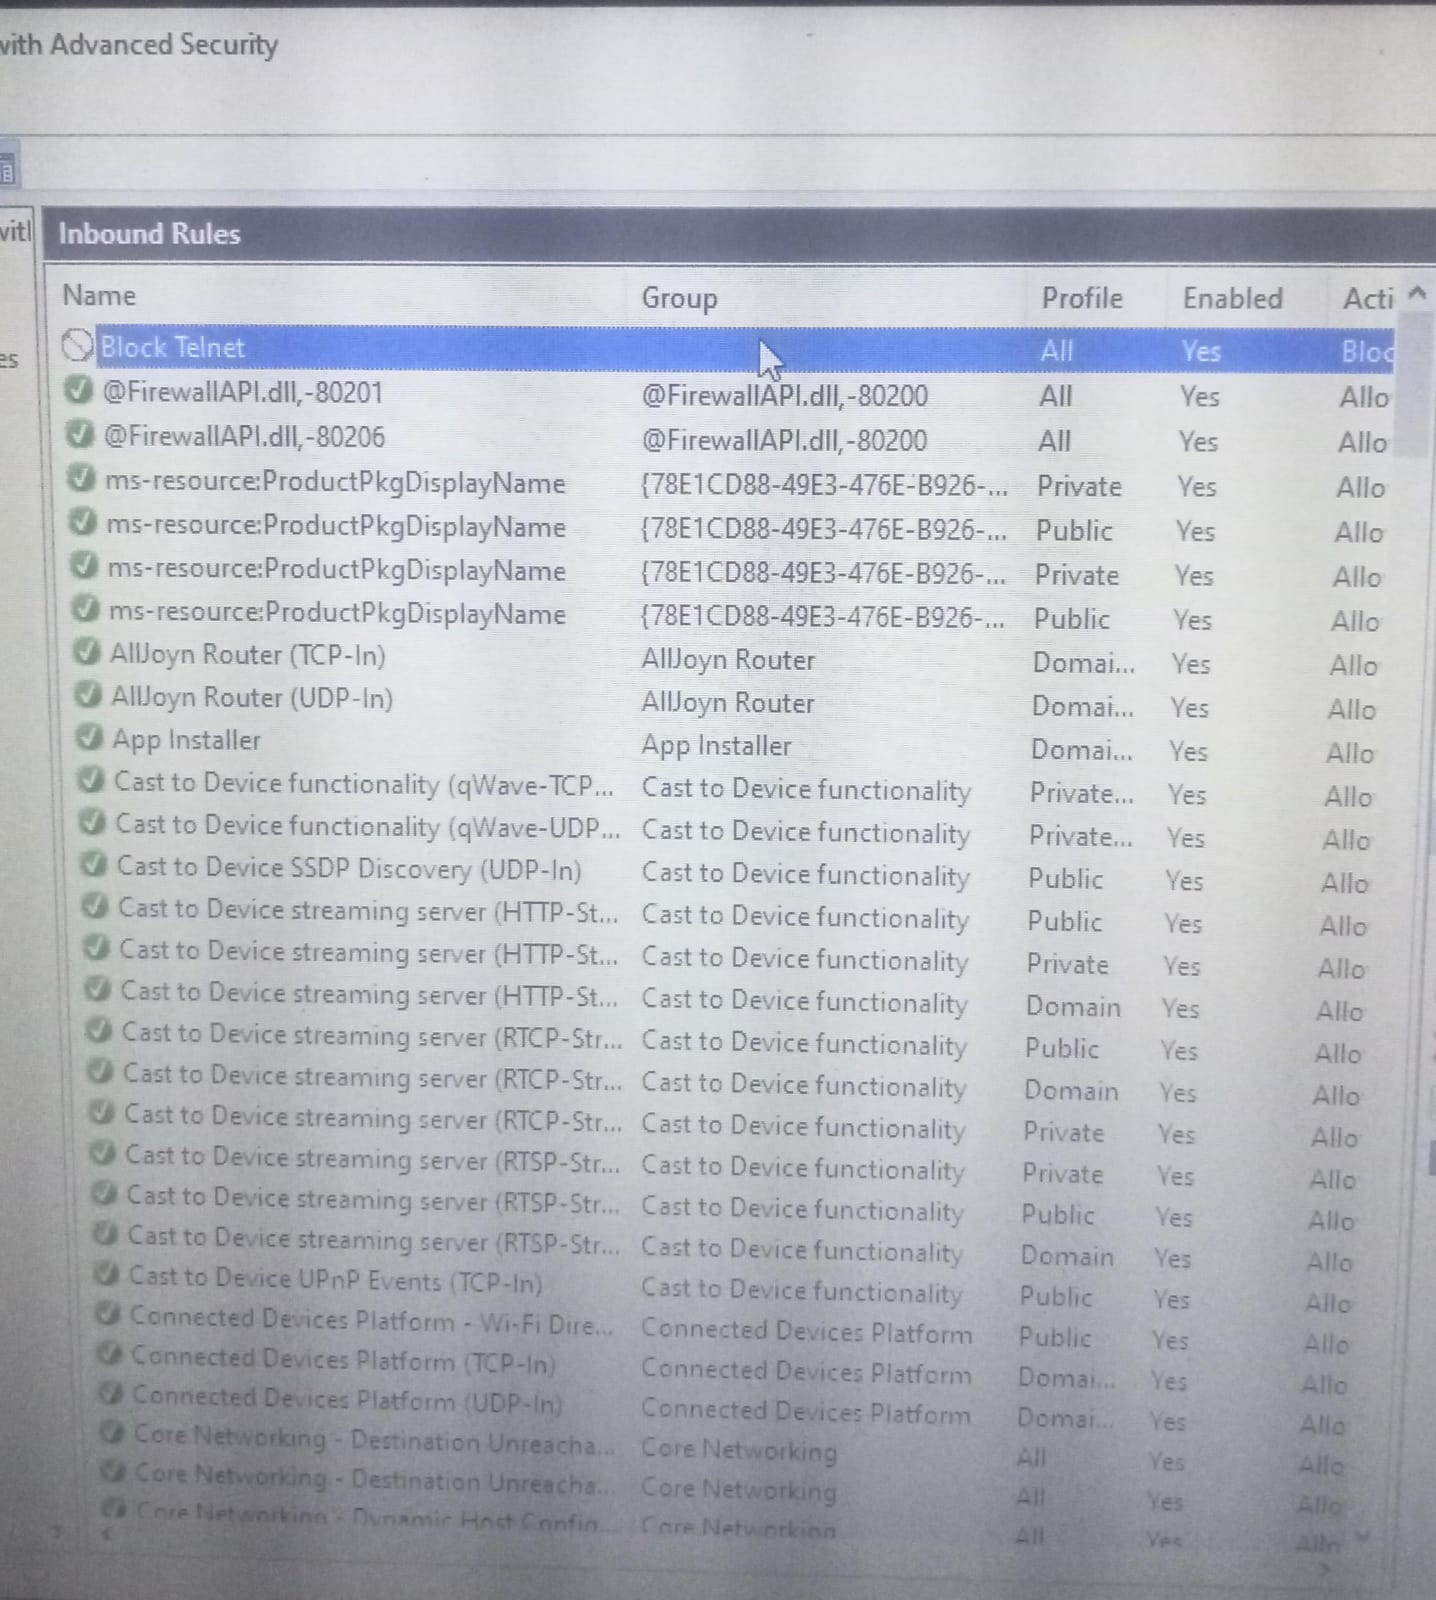 with Advanced Security
Inbound Rules
Name Group Profile Enabled Acti
Block Telnet All Yes Bloc
@FirewallAPI.dll,-80201 @FirewallAPI.dll,-80200 All Yes Allo
@FirewallAPI.dll,-80206 @FirewallAPI.dll,-80200 All Yes Allo
ms-resource:ProductPkgDisplayName {78E1CD88-49E3-476E-B926-... Private Yes Allo
ms-resource:ProductPkgDisplayName {78E1CD88-49E3-476E-B926-... Public Yes Allo
ms-resource:ProductPkgDisplayName {78E1CD88-49E3-476E-B926-... Private Yes Allo
ms-resource:ProductPkgDisplayName {78E1CD88-49E3-476E-B926-... Public Yes Allo
AllJoyn Router (TCP-In) AllJoyn Router Domai... Yes Allo
AllJoyn Router (UDP-In) AllJoyn Router Domai... Yes Allo
App Installer App Installer Domai... Yes Allo
Cast to Device functionality (qWave-TCP... Cast to Device functionality Private... Yes Allo
Cast to Device functionality (qWave-UDP... Cast to Device functionality Private... Yes Allo
Cast to Device SSDP Discovery (UDP-In) Cast to Device functionality Public Yes Allo
Cast to Device streaming server (HTTP-St... Cast to Device functionality Public Yes Allo
Cast to Device streaming server (HTTP-St... Cast to Device functionality Private Yes Allo
Cast to Device streaming server (HTTP-St... Cast to Device functionality Domain Yes Allo
Cast to Device streaming server (RTCP-Str... Cast to Device functionality Public Yes Allo
Cast to Device streaming server (RTCP-Str... Cast to Device functionality Domain Yes Allo
Cast to Device streaming server (RTCP-Str... Cast to Device functionality Private Yes Allo
Cast to Device streaming server (RTSP-Str... Cast to Device functionality Private Yes Allo
Cast to Device streaming server (RTSP-Str... Cast to Device functionality Public Yes Allo
Cast to Device streaming server (RTSP-Str... Cast to Device functionality Domain Yes Allo
Cast to Device UPnP Events (TCP-In) Cast to Device functionality Public Yes Allo
Connected Devices Platform - Wi-Fi Dire... Connected Devices Platform Public Yes Allo
Connected Devices Platform (TCP-In) Connected Devices Platform Domai... Yes Allo
Connected Devices Platform (UDP-In) Connected Devices Platform Domai... Yes Allo
Core Networking - Destination Unreacha... Core Networking All Yes Allo
Core Networking - Destination Unreacha... Core Networking All Yes Allo
Core Networking - Dynamic Host Config... Core Networking All Yes Allo